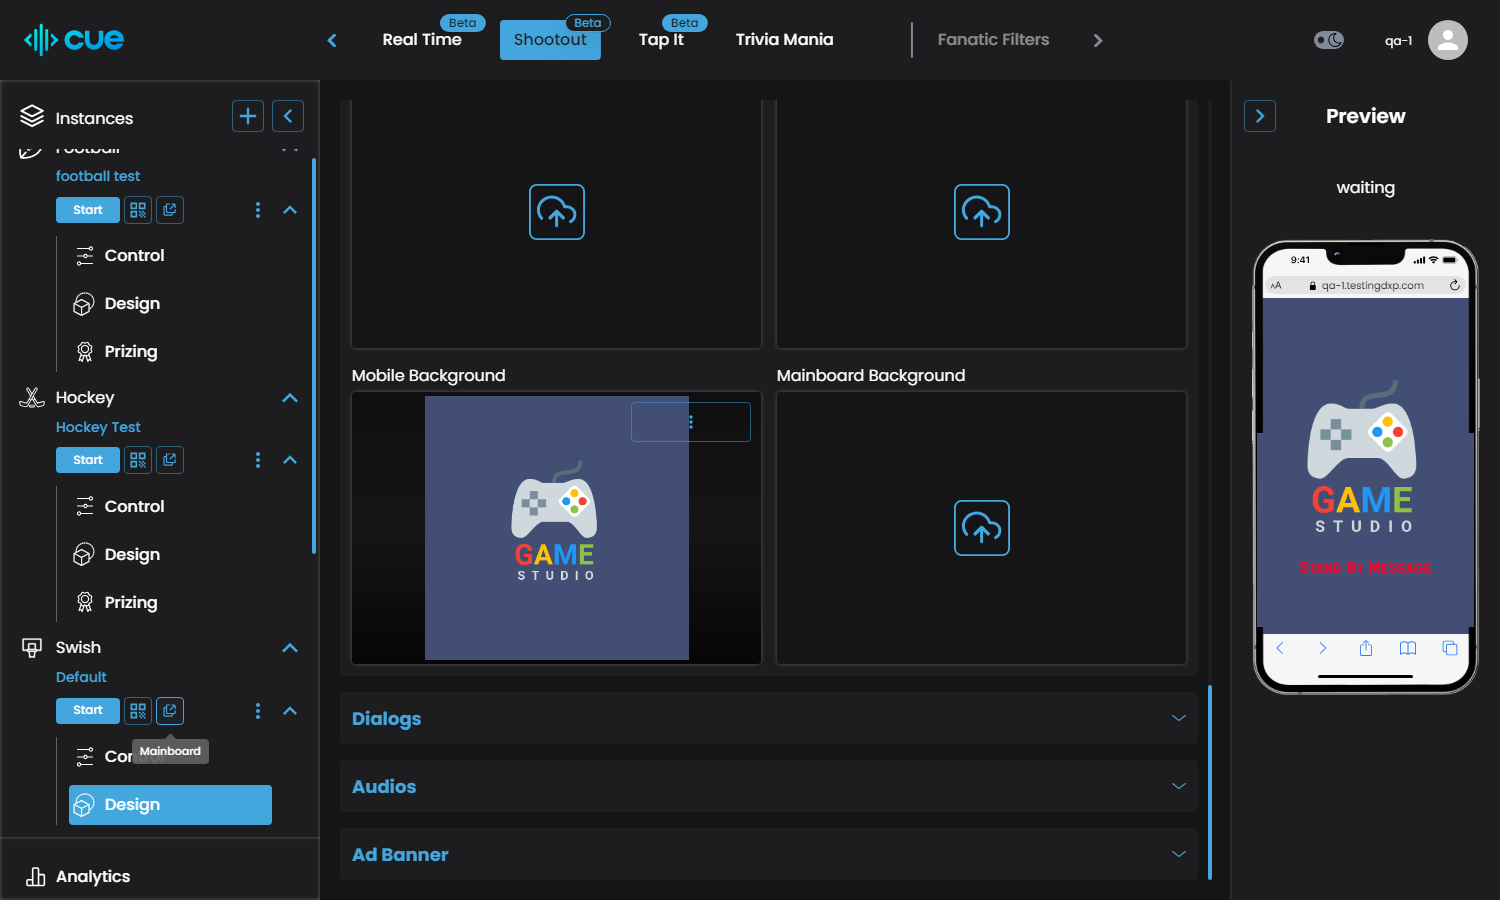 cue
Real Time
Beta
Shootout
Beta
Tap It
Beta
Trivia Mania
Fanatic Filters
qa-1
Instances
Football
football test
Start
Control
Design
Prizing
Hockey
Hockey Test
Start
Control
Design
Prizing
Swish
Default
Start
Mainboard
Control
Design
Analytics
Mobile Background
Mainboard Background
GAME
STUDIO
Dialogs
Audios
Ad Banner
Preview
waiting
9:41
AA
qa-1.testingdxp.com
GAME
STUDIO
Stand By Message